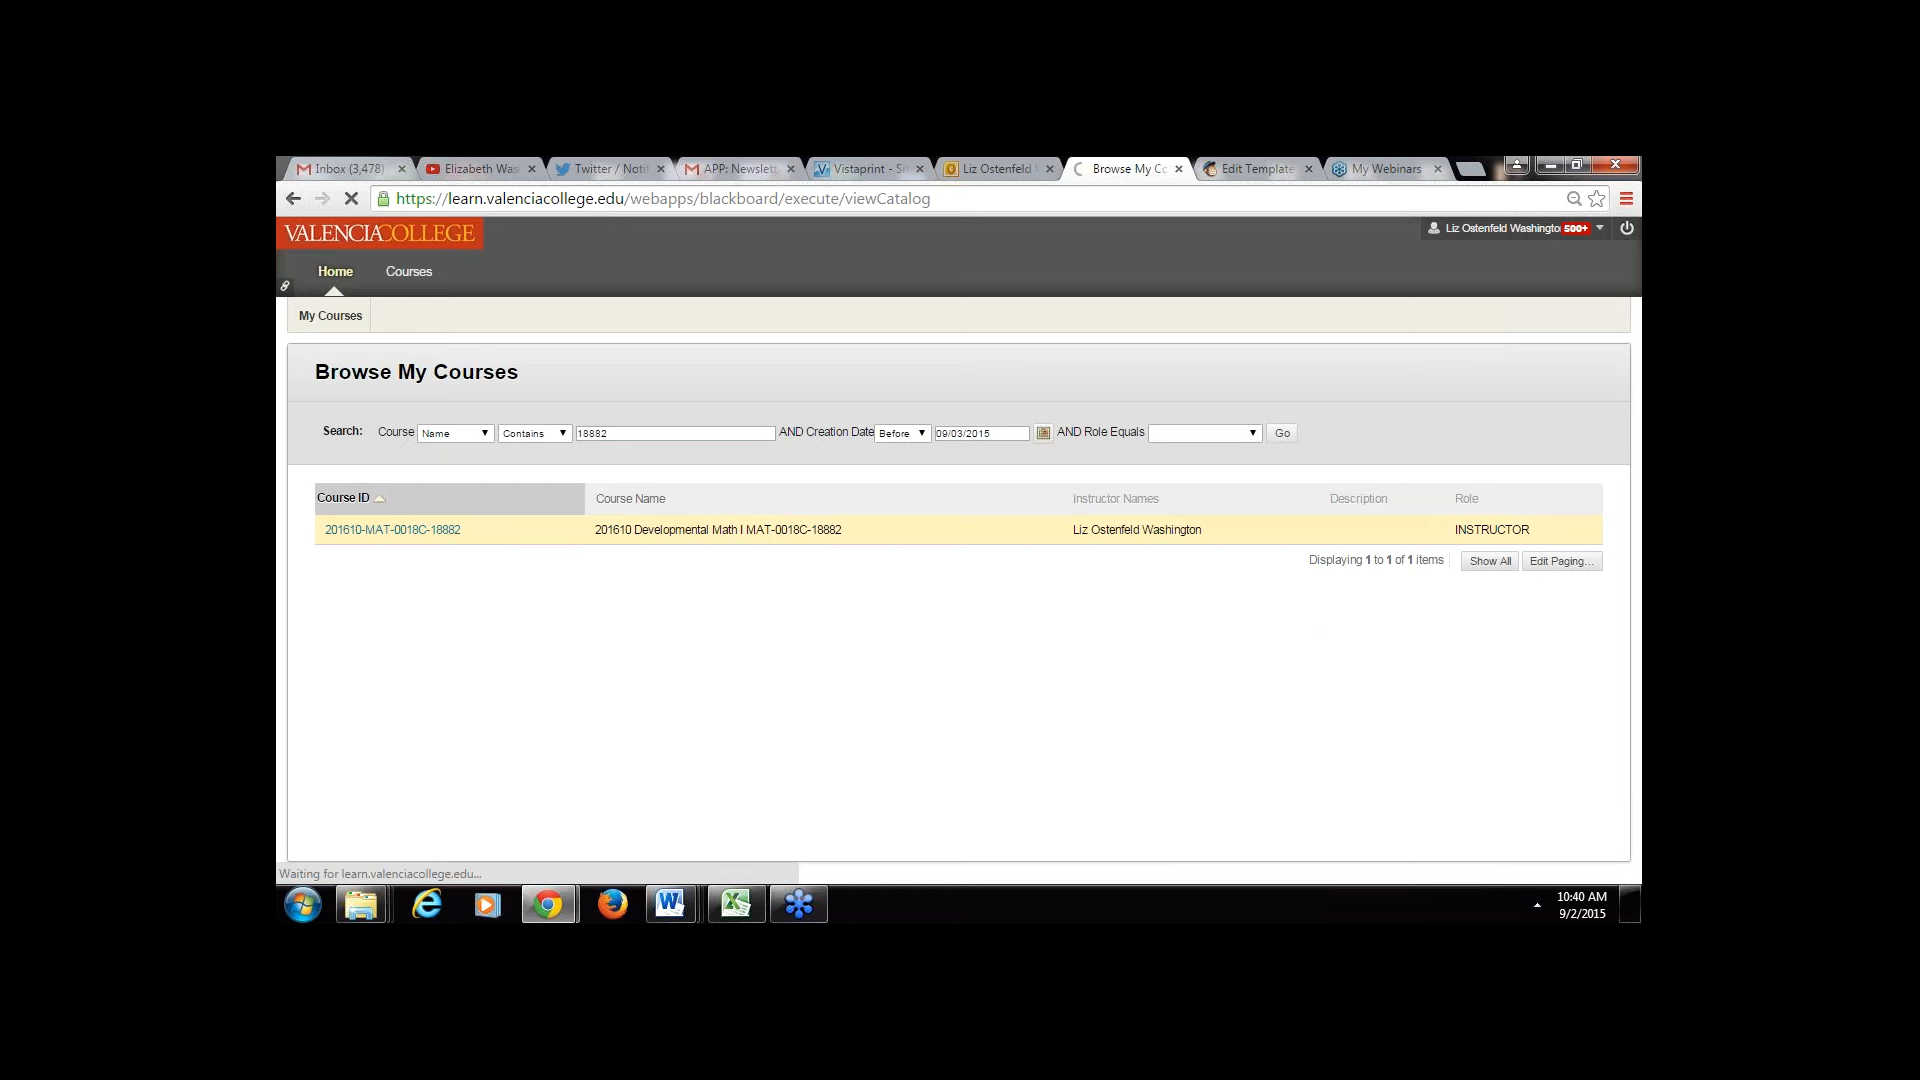 Inbox (3,478)
Elizabeth Was
Twitter / Noti
APP: Newslett
Vistaprint - Si
Liz Ostenfeld
Browse My Co
Edit Template
My Webinars
https://learn.valenciacollege.edu/webapps/blackboard/execute/viewCatalog
VALENCIACOLLEGE
Liz Ostenfeld Washingto 500+
Home
Courses
My Courses
Browse My Courses
Search: Course Name Contains 18882 AND Creation Date Before 09/03/2015 AND Role Equals Go
Course ID Course Name Instructor Names Description Role
201610-MAT-0018C-18882 201610 Developmental Math I MAT-0018C-18882 Liz Ostenfeld Washington INSTRUCTOR
Displaying 1 to 1 of 1 items Show All Edit Paging...
Waiting for learn.valenciacollege.edu...
10:40 AM
9/2/2015